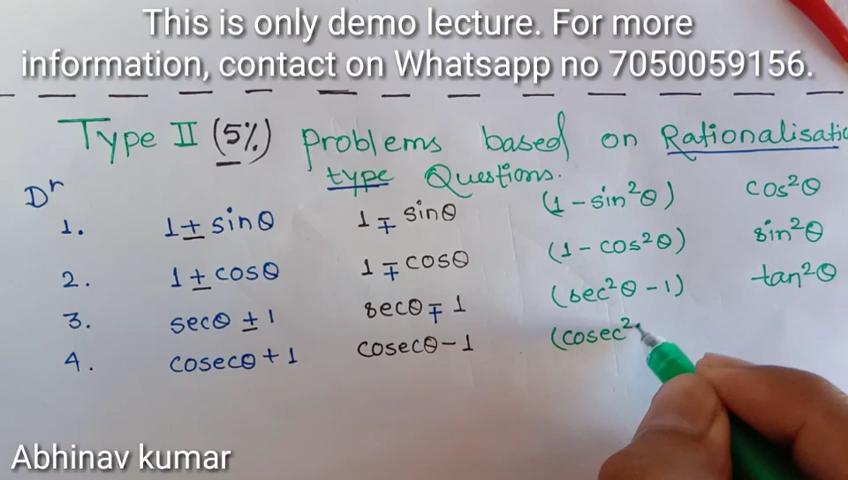 This is only demo lecture. For more
information, contact on Whatsapp no 7050059156.
Type II (5%) Problems based on Rationalisatio
type Questions.
Dʳ
1. 1 ± sinθ 1 ∓ sinθ (1 - sin²θ) cos²θ
2. 1 ± cosθ 1 ∓ cosθ (1 - cos²θ) sin²θ
3. secθ ± 1 secθ ∓ 1 (sec²θ - 1) tan²θ
4. cosecθ + 1 cosecθ - 1 (cosec²
Abhinav kumar